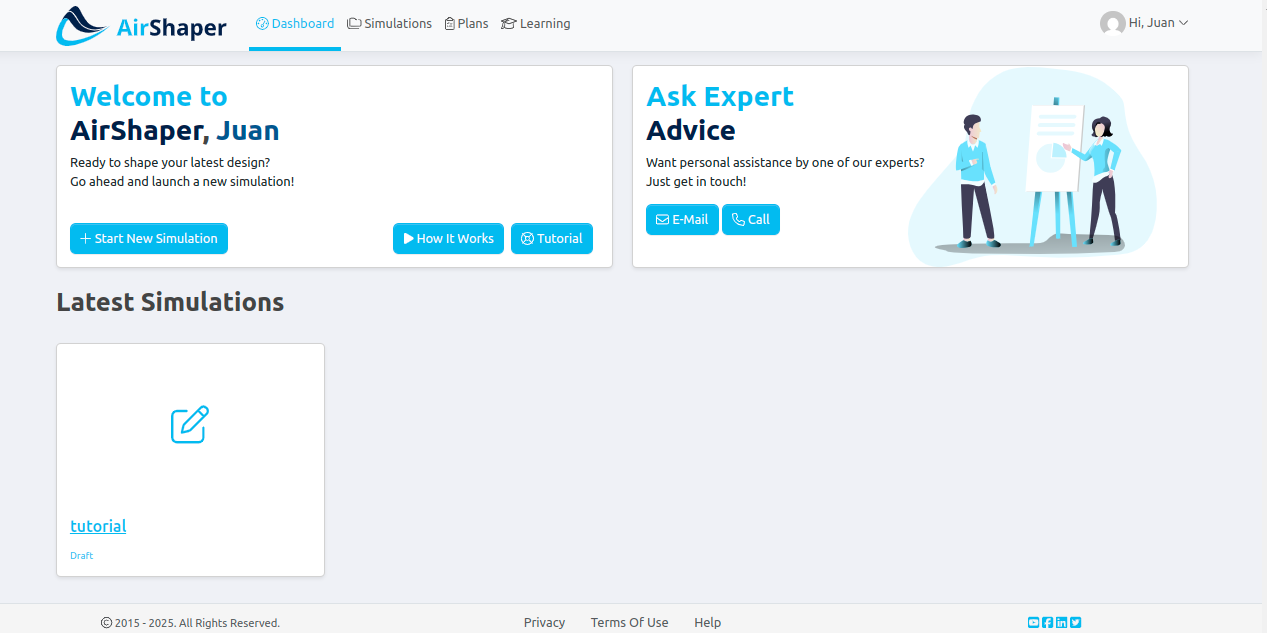 AirShaper
Dashboard
Simulations
Plans
Learning
Hi, Juan
Welcome to
AirShaper, Juan
Ready to shape your latest design?
Go ahead and launch a new simulation!
Start New Simulation
How It Works
Tutorial
Ask Expert
Advice
Want personal assistance by one of our experts?
Just get in touch!
E-Mail
Call
Latest Simulations
tutorial
Draft
© 2015 - 2025. All Rights Reserved.
Privacy
Terms Of Use
Help